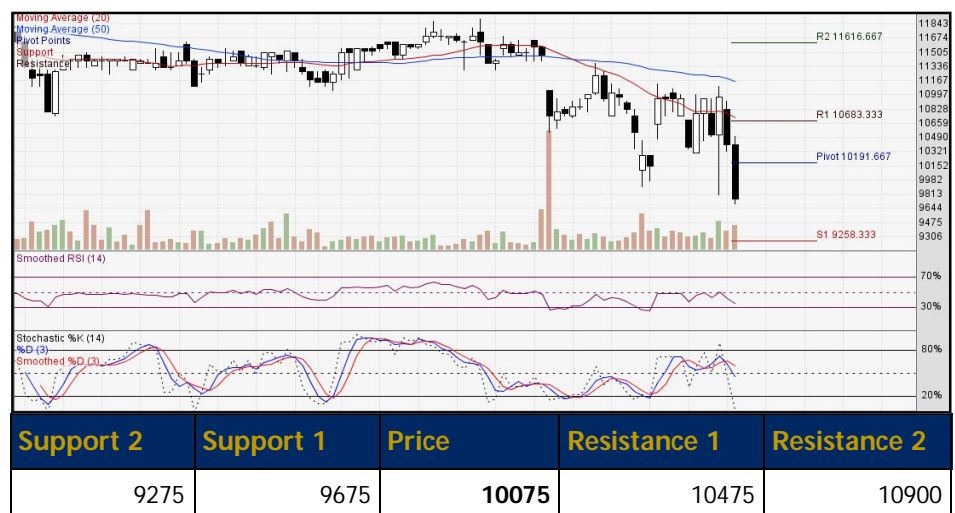 Moving Average (20)
Moving Average (50)
Pivot Points
Support
Resistance
R2 11616.667
R1 10683.333
Pivot 10191.667
S1 9258.333
11843
11674
11505
11336
11167
10997
10828
10659
10490
10321
10152
9982
9813
9644
9475
9306
Smoothed RSI (14)
70%
30%
Stochastic %K (14)
%D (3)
Smoothed %D (3)
80%
20%
Support 2 Support 1 Price Resistance 1 Resistance 2
9275 9675 10075 10475 10900